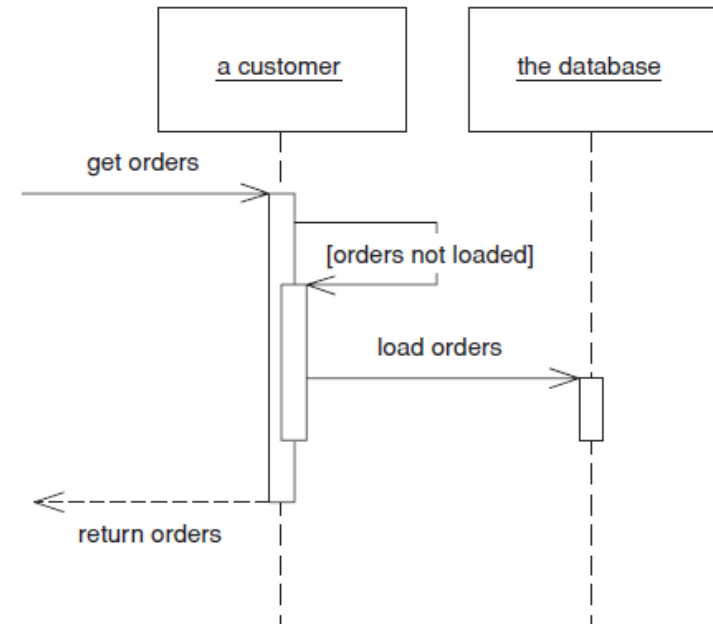 a customer
the database
get orders
[orders not loaded]
load orders
return orders